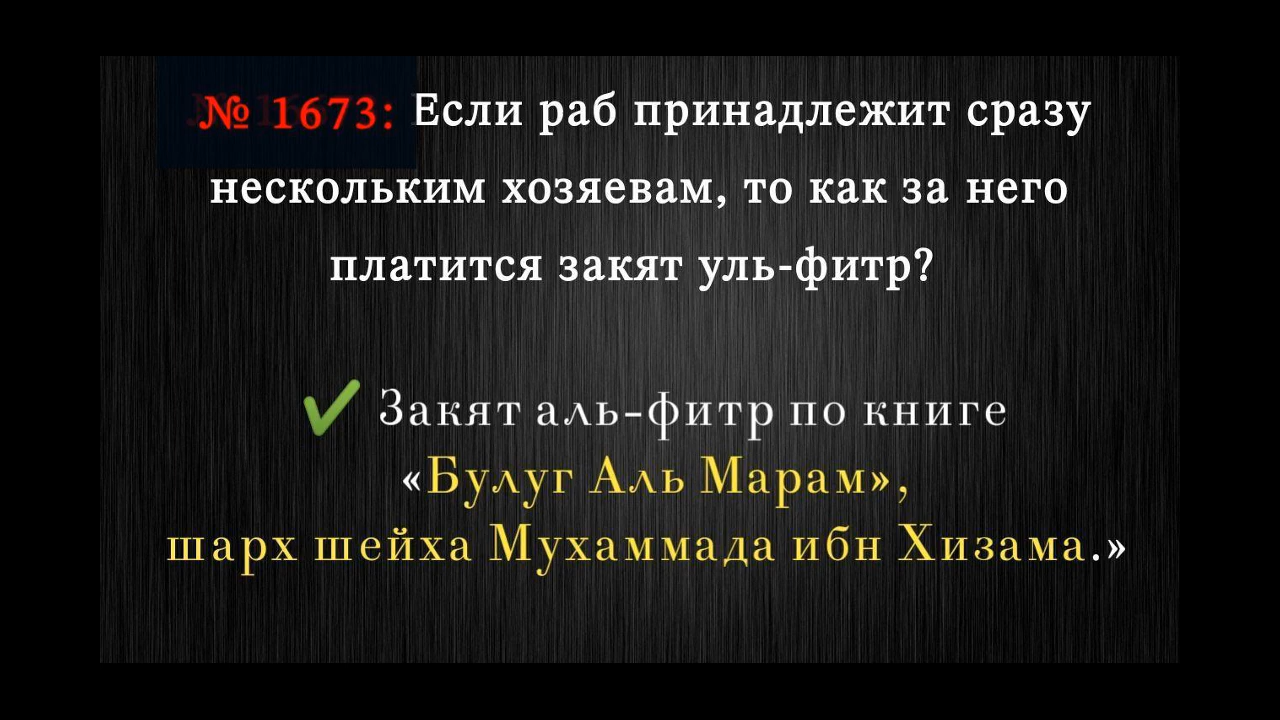 № 1673: Если раб принадлежит сразу
нескольким хозяевам, то как за него
платится закят уль-фитр?
✔ Закят аль-фитр по книге
«Булуг Аль Марам»,
шарх шейха Мухаммада ибн Хизама.»